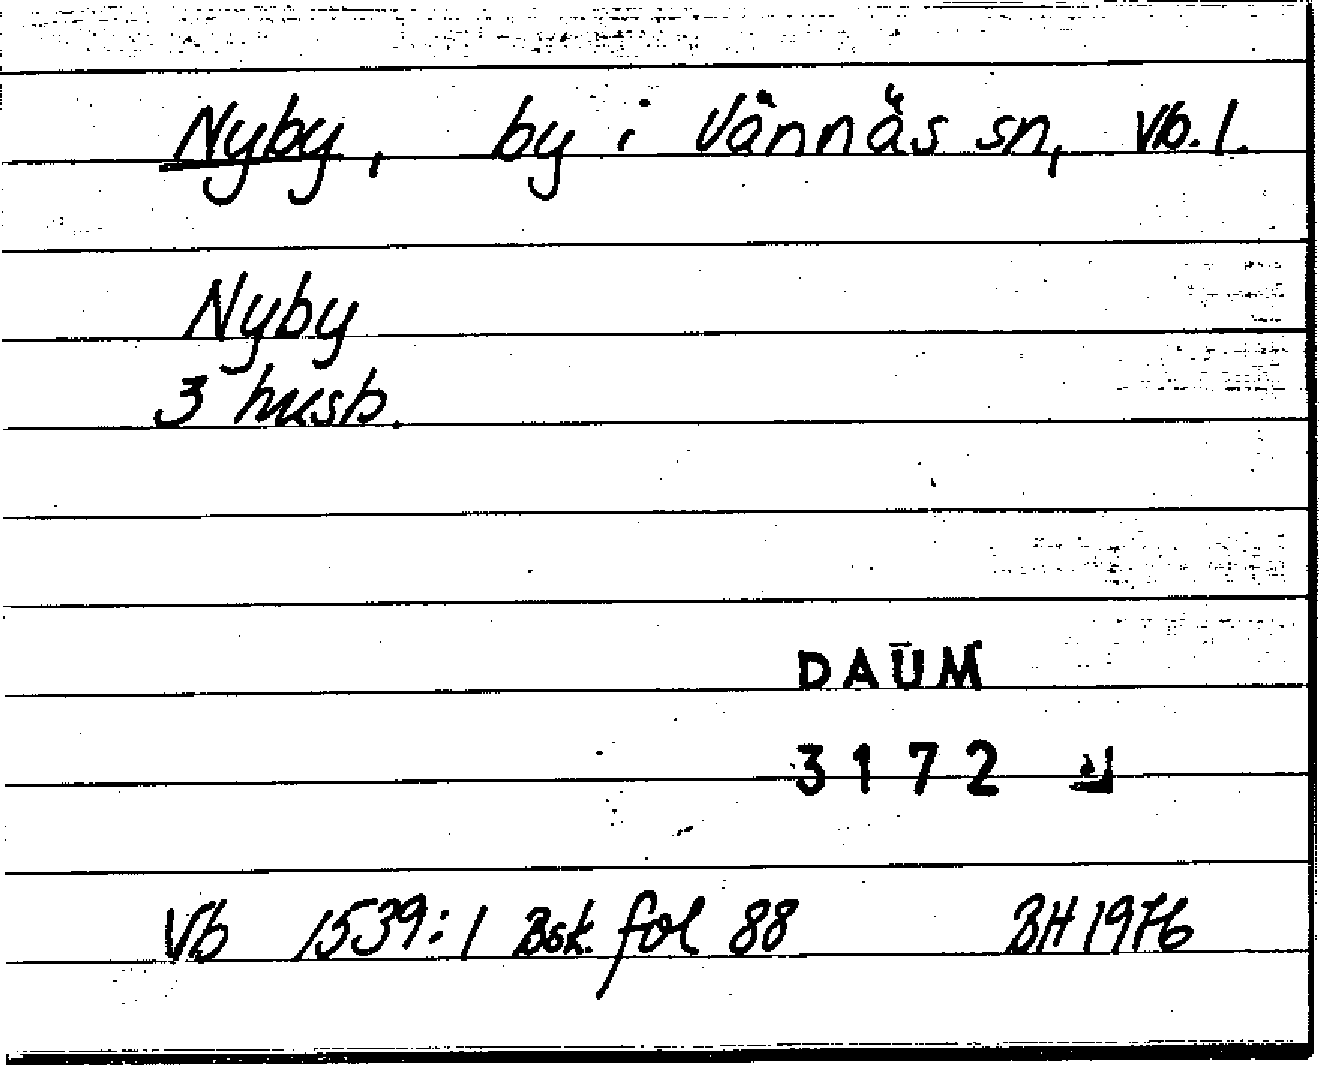 Nyby, by i Vännäs sn, Vb. l.
Nyby
3 husb.
DAUM
3172
Vb 1539:1 Bsk. fol 88 BH 1976